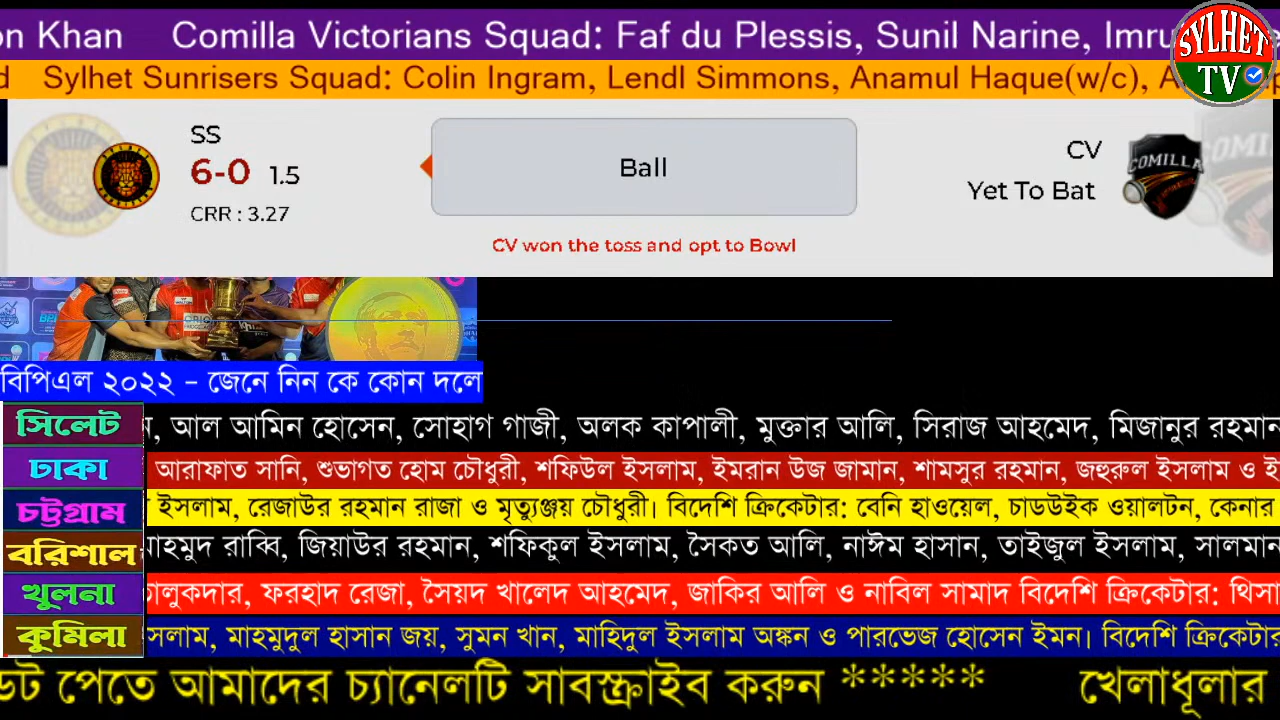 on Khan Comilla Victorians Squad: Faf du Plessis, Sunil Narine, Imru
SYLHET TV
d Sylhet Sunrisers Squad: Colin Ingram, Lendl Simmons, Anamul Haque(w/c), A
SS
6-0 1.5
CRR : 3.27
Ball
CV won the toss and opt to Bowl
CV
Yet To Bat
COMILLA
বিপিএল ২০২২ - জেনে নিন কে কোন দলে
সিলেট ন, আল আমিন হোসেন, সোহাগ গাজী, অলক কাপালী, মুক্তার আলি, সিরাজ আহমেদ, মিজানুর রহমান
ঢাকা আরাফাত সানি, শুভাগত হোম চৌধুরী, শফিউল ইসলাম, ইমরান উজ জামান, শামসুর রহমান, জহুরুল ইসলাম ও ই
চট্টগ্রাম ইসলাম, রেজাউর রহমান রাজা ও মৃত্যুঞ্জয় চৌধুরী। বিদেশি ক্রিকেটার: বেনি হাওয়েল, চাডউইক ওয়ালটন, কেনার
বরিশাল মাহমুদ রাব্বি, জিয়াউর রহমান, শফিকুল ইসলাম, সৈকত আলি, নাঈম হাসান, তাইজুল ইসলাম, সালমান
খুলনা তালুকদার, ফরহাদ রেজা, সৈয়দ খালেদ আহমেদ, জাকির আলি ও নাবিল সামাদ বিদেশি ক্রিকেটার: থিসা
কুমিলা সলাম, মাহমুদুল হাসান জয়, সুমন খান, মাহিদুল ইসলাম অঙ্কন ও পারভেজ হোসেন ইমন। বিদেশি ক্রিকেটার
ডেট পেতে আমাদের চ্যানেলটি সাবস্ক্রাইব করুন ***** খেলাধূলার